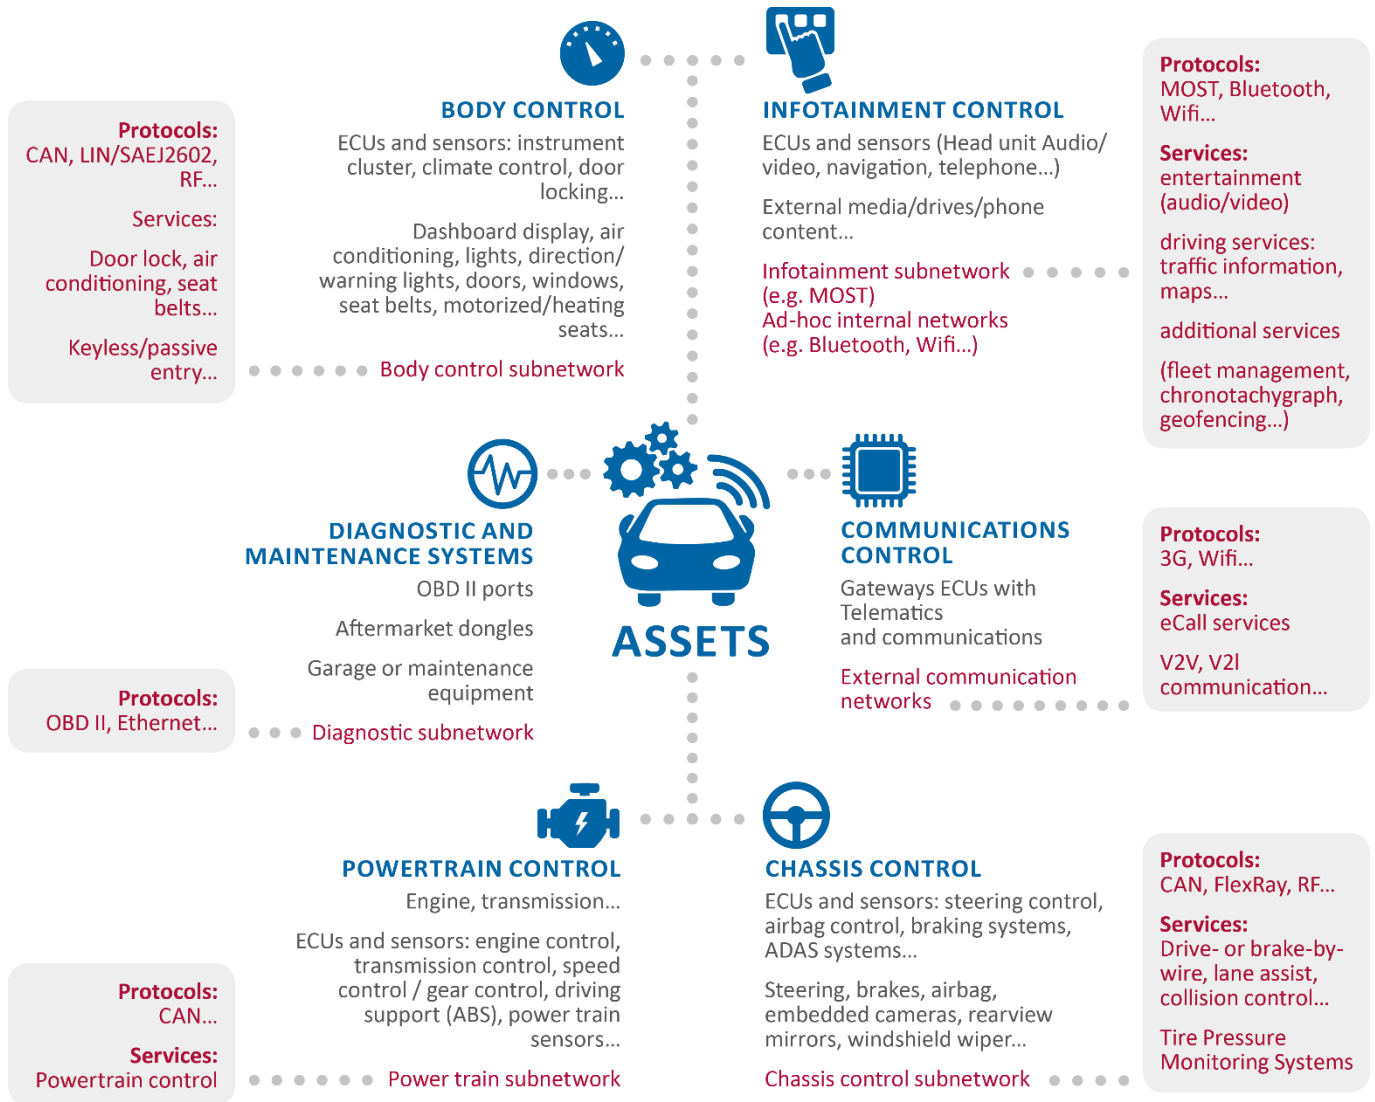 BODY CONTROL
ECUs and sensors: instrument
cluster, climate control, door
locking...
Dashboard display, air
conditioning, lights, direction/
warning lights, doors, windows,
seat belts, motorized/heating
seats...
Body control subnetwork
Protocols:
CAN, LIN/SAEJ2602,
RF...
Services:
Door lock, air
conditioning, seat
belts...
Keyless/passive
entry...
INFOTAINMENT CONTROL
ECUs and sensors (Head unit Audio/
video, navigation, telephone...)
External media/drives/phone
content...
Infotainment subnetwork
(e.g. MOST)
Ad-hoc internal networks
(e.g. Bluetooth, Wifi...)
Protocols:
MOST, Bluetooth,
Wifi...
Services:
entertainment
(audio/video)
driving services:
traffic information,
maps...
additional services
(fleet management,
chronotachygraph,
geofencing...)
DIAGNOSTIC AND
MAINTENANCE SYSTEMS
OBD II ports
Aftermarket dongles
Garage or maintenance
equipment
Diagnostic subnetwork
Protocols:
OBD II, Ethernet...
ASSETS
COMMUNICATIONS
CONTROL
Gateways ECUs with
Telematics
and communications
External communication
networks
Protocols:
3G, Wifi...
Services:
eCall services
V2V, V2l
communication...
POWERTRAIN CONTROL
Engine, transmission...
ECUs and sensors: engine control,
transmission control, speed
control / gear control, driving
support (ABS), power train
sensors...
Power train subnetwork
Protocols:
CAN...
Services:
Powertrain control
CHASSIS CONTROL
ECUs and sensors: steering control,
airbag control, braking systems,
ADAS systems...
Steering, brakes, airbag,
embedded cameras, rearview
mirrors, windshield wiper...
Chassis control subnetwork
Protocols:
CAN, FlexRay, RF...
Services:
Drive- or brake-by-
wire, lane assist,
collision control...
Tire Pressure
Monitoring Systems